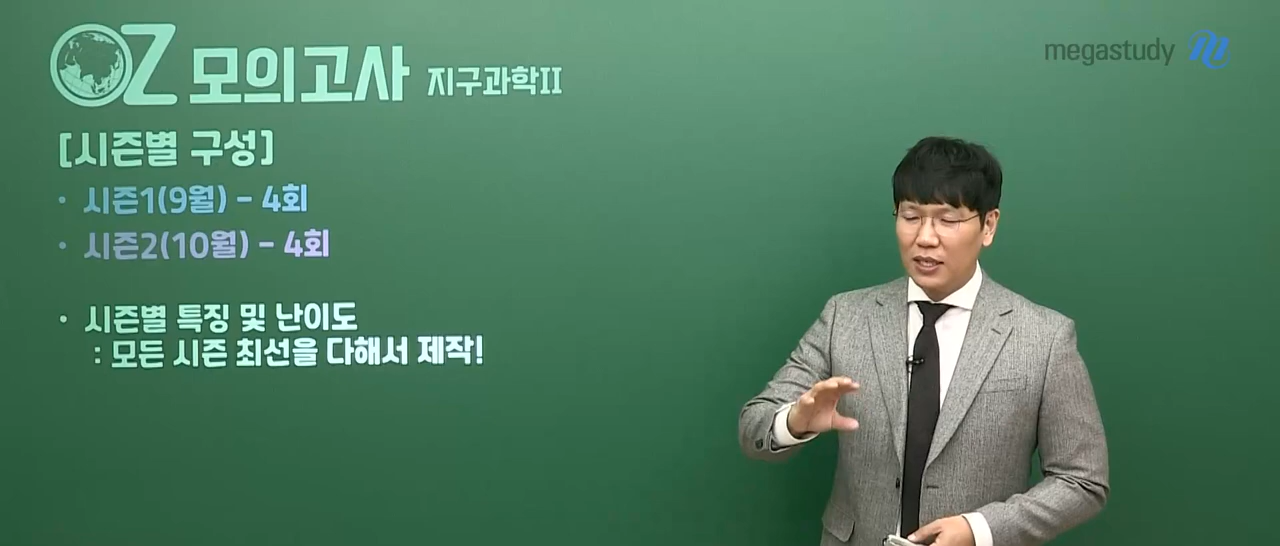 OZ 모의고사 지구과학II
megastudy
[시즌별 구성]
• 시즌1(9월) - 4회
• 시즌2(10월) - 4회
• 시즌별 특징 및 난이도
: 모든 시즌 최선을 다해서 제작!